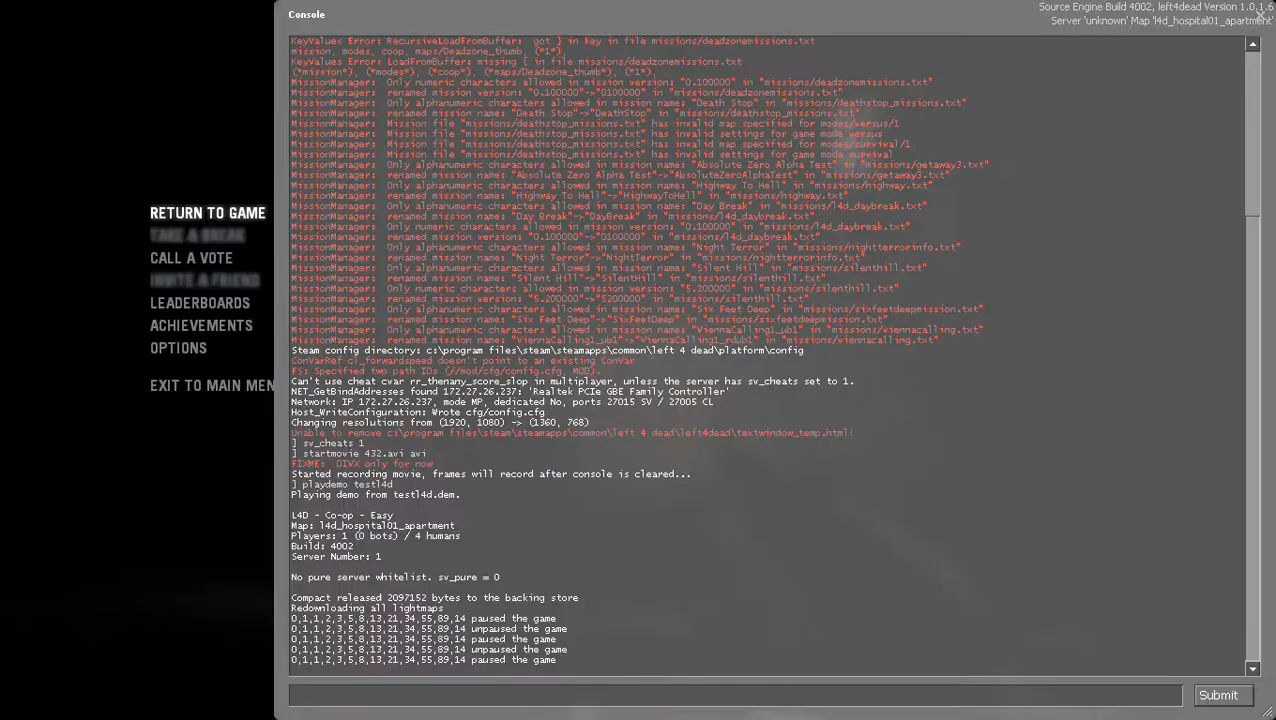 Source Engine Build 4002, left4dead Version 1.0.1.6
Console
Server 'unknown' Map 'l4d_hospital01_apartment'
KeyValues Error: RecursiveLoadFromBuffer:  got } in key in file missions/deadzonemissions.txt
mission, modes, coop, maps/Deadzone_thumb, (*1*),
KeyValues Error: LoadFromBuffer: missing { in file missions/deadzonemissions.txt
(*mission*), (*modes*), (*coop*), (*maps/Deadzone_thumb*), (*1*),
MissionManager:  Only numeric characters allowed in mission version: "0.100000" in "missions/deadzonemissions.txt"
MissionManager:  renamed mission version: "0.100000"->"0100000" in "missions/deadzonemissions.txt"
MissionManager:  Only alphanumeric characters allowed in mission name: "Death Stop" in "missions/deathstop_missions.txt"
MissionManager:  renamed mission name: "Death Stop"->"DeathStop" in "missions/deathstop_missions.txt"
MissionManager:  Mission file "missions/deathstop_missions.txt" has invalid map specified for modes/versus/1
MissionManager:  Mission file "missions/deathstop_missions.txt" has invalid settings for game mode versus
MissionManager:  Mission file "missions/deathstop_missions.txt" has invalid map specified for modes/survival/1
MissionManager:  Mission file "missions/deathstop_missions.txt" has invalid settings for game mode survival
MissionManager:  Only alphanumeric characters allowed in mission name: "Absolute Zero Alpha Test" in "missions/getaway3.txt"
MissionManager:  renamed mission name: "Absolute Zero Alpha Test"->"AbsoluteZeroAlphaTest" in "missions/getaway3.txt"
MissionManager:  Only alphanumeric characters allowed in mission name: "Highway To Hell" in "missions/highway.txt"
MissionManager:  renamed mission name: "Highway To Hell"->"HighwayToHell" in "missions/highway.txt"
MissionManager:  Only alphanumeric characters allowed in mission name: "Day Break" in "missions/l4d_daybreak.txt"
MissionManager:  renamed mission name: "Day Break"->"DayBreak" in "missions/l4d_daybreak.txt"
MissionManager:  Only numeric characters allowed in mission version: "0.100000" in "missions/l4d_daybreak.txt"
MissionManager:  renamed mission version: "0.100000"->"0100000" in "missions/l4d_daybreak.txt"
MissionManager:  Only alphanumeric characters allowed in mission name: "Night Terror" in "missions/nightterrorinfo.txt"
MissionManager:  renamed mission name: "Night Terror"->"NightTerror" in "missions/nightterrorinfo.txt"
MissionManager:  Only alphanumeric characters allowed in mission name: "Silent Hill" in "missions/silenthill.txt"
MissionManager:  renamed mission name: "Silent Hill"->"SilentHill" in "missions/silenthill.txt"
MissionManager:  Only numeric characters allowed in mission version: "5.200000" in "missions/silenthill.txt"
MissionManager:  renamed mission version: "5.200000"->"5200000" in "missions/silenthill.txt"
MissionManager:  Only alphanumeric characters allowed in mission name: "Six Feet Deep" in "missions/sixfeetdeepmission.txt"
MissionManager:  renamed mission name: "Six Feet Deep"->"SixFeetDeep" in "missions/sixfeetdeepmission.txt"
MissionManager:  Only alphanumeric characters allowed in mission name: "ViennaCalling1_ub1" in "missions/viennacalling.txt"
MissionManager:  renamed mission name: "ViennaCalling1_ub1"->"ViennaCalling1_rdub1" in "missions/viennacalling.txt"
Steam config directory: c:\program files\steam\steamapps\common\left 4 dead\platform\config
ConVarRef cl_forwardspeed doesn't point to an existing ConVar
FS: Specified two path IDs (//mod/cfg/config.cfg, MOD).
Can't use cheat cvar rr_thenany_score_slop in multiplayer, unless the server has sv_cheats set to 1.
NET_GetBindAddresses found 172.27.26.237: 'Realtek PCIe GBE Family Controller'
Network: IP 172.27.26.237, mode MP, dedicated No, ports 27015 SV / 27005 CL
Host_WriteConfiguration: Wrote cfg/config.cfg
Changing resolutions from (1920, 1080) -> (1360, 768)
Unable to remove c:\program files\steam\steamapps\common\left 4 dead\left4dead\textwindow_temp.html!
] sv_cheats 1
] startmovie 432.avi avi
FIXME:  DIVX only for now
Started recording movie, frames will record after console is cleared...
] playdemo testl4d
Playing demo from testl4d.dem.
L4D - Co-op - Easy
Map: l4d_hospital01_apartment
Players: 1 (0 bots) / 4 humans
Build: 4002
Server Number: 1
No pure server whitelist. sv_pure = 0
Compact released 2097152 bytes to the backing store
Redownloading all lightmaps
0,1,1,2,3,5,8,13,21,34,55,89,14 paused the game
0,1,1,2,3,5,8,13,21,34,55,89,14 unpaused the game
0,1,1,2,3,5,8,13,21,34,55,89,14 paused the game
0,1,1,2,3,5,8,13,21,34,55,89,14 unpaused the game
0,1,1,2,3,5,8,13,21,34,55,89,14 paused the game
Submit
RETURN TO GAME
TAKE A BREAK
CALL A VOTE
INVITE A FRIEND
LEADERBOARDS
ACHIEVEMENTS
OPTIONS
EXIT TO MAIN MEN